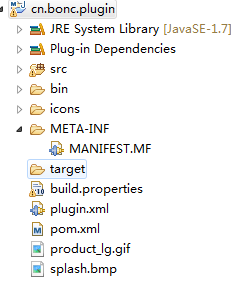 cn.bonc.plugin
JRE System Library [JavaSE-1.7]
Plug-in Dependencies
src
bin
icons
META-INF
MANIFEST.MF
target
build.properties
plugin.xml
pom.xml
product_lg.gif
splash.bmp